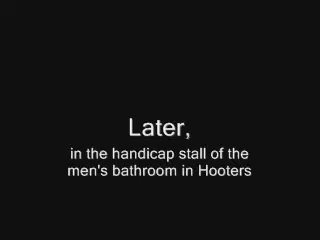 Later,
in the handicap stall of the
men's bathroom in Hooters